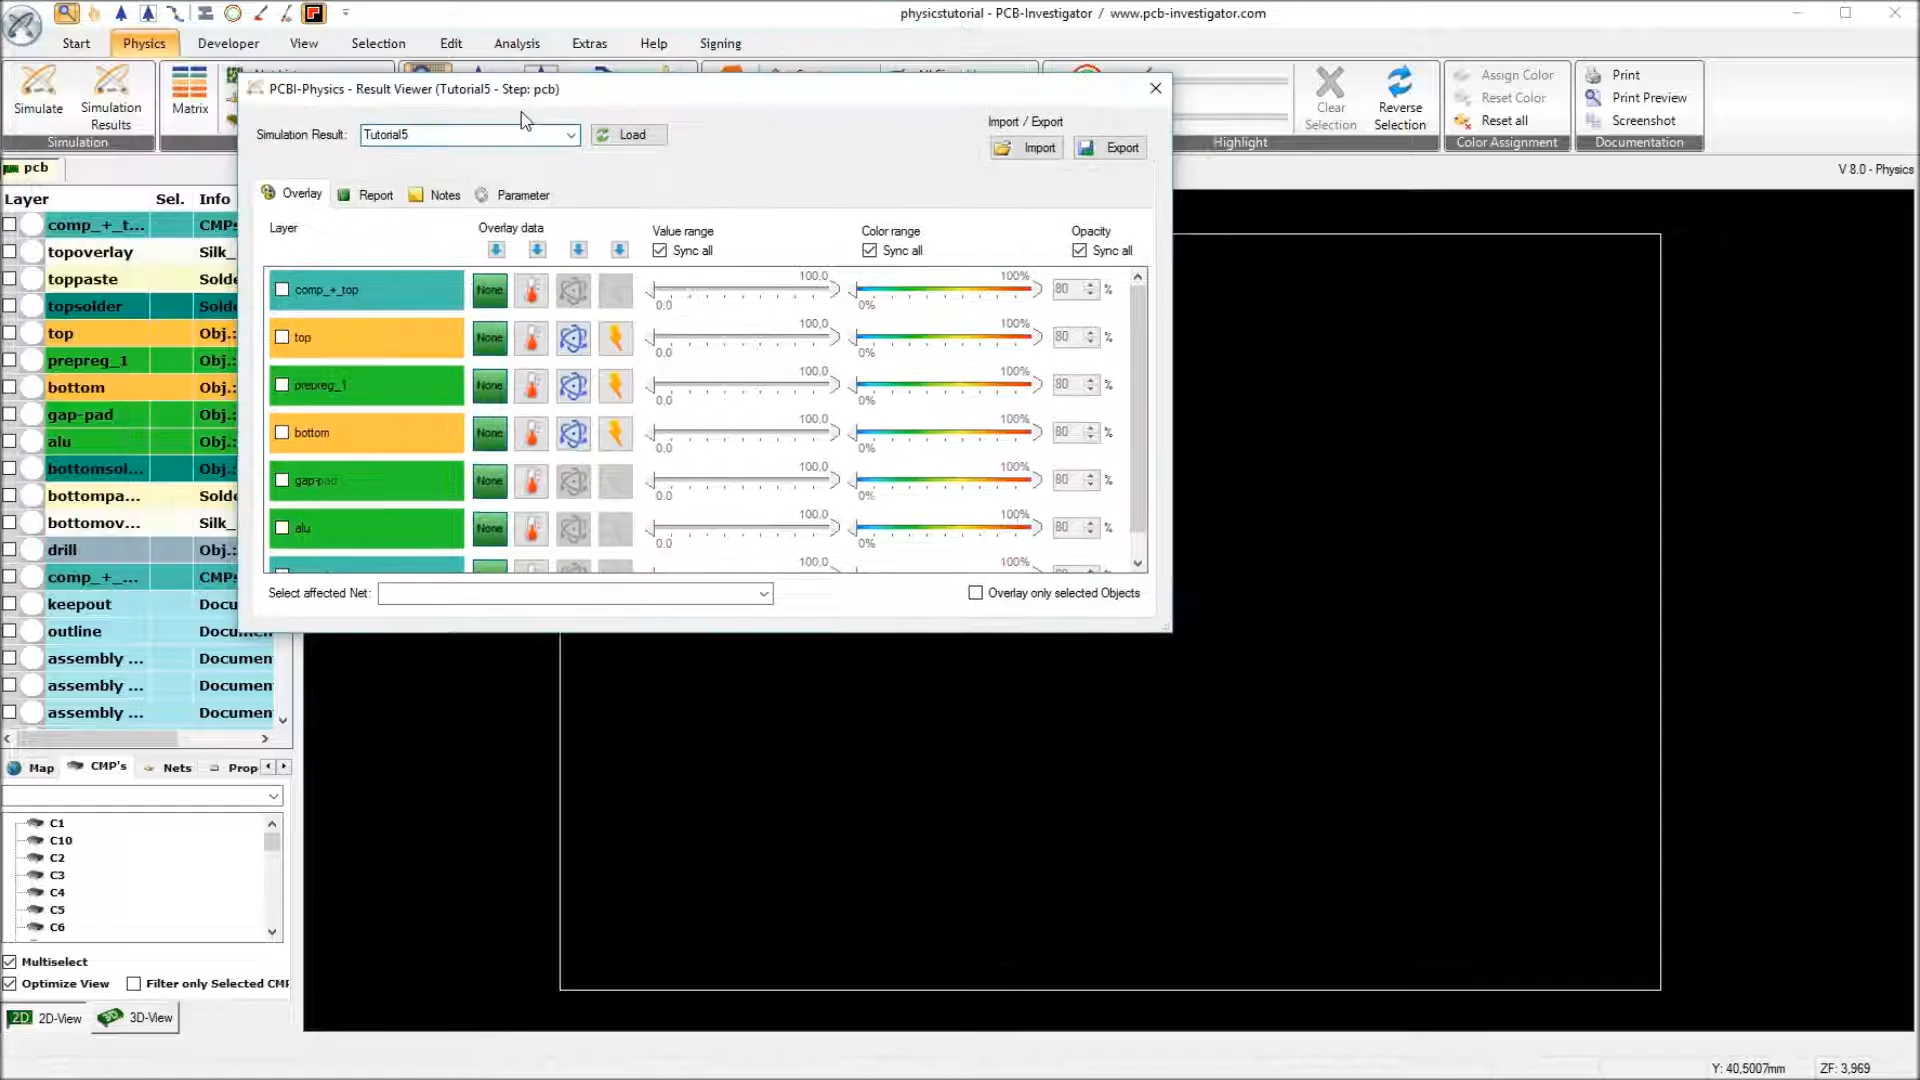 physicstutorial - PCB-Investigator / www.pcb-investigator.com
Start Physics Developer View Selection Edit Analysis Extras Help Signing
Simulate
Simulation Results
Matrix
Simulation
Clear Selection
Reverse Selection
Highlight
Assign Color
Reset Color
Reset all
Color Assignment
Print
Print Preview
Screenshot
Documentation
pcb
V 8.0 - Physics
PCBI-Physics - Result Viewer (Tutorial5 - Step: pcb)
Simulation Result: Tutorial5 Load
Import / Export
Import Export
Overlay Report Notes Parameter
Layer Overlay data Value range Color range Opacity
Sync all Sync all Sync all
comp_+_top None 100.0 0.0 100% 0% 80 %
top None 100,0 0.0 100% 0% 80 %
prepreg_1 None 100.0 0.0 100% 0% 80 %
bottom None 100.0 0.0 100% 0% 80 %
gap-pad None 100.0 0.0 100% 0% 80 %
alu None 100.0 0.0 100% 0% 80 %
100,0 100%
Select affected Net: Overlay only selected Objects
Layer Sel. Info
comp_+_t... CMPs
topoverlay Silk_
toppaste Solde
topsolder Solde
top Obj.:
prepreg_1 Obj.:
bottom Obj.:
gap-pad Obj.:
alu Obj.:
bottomsol... Obj.:
bottompa... Solde
bottomov... Silk_
drill Obj.:
comp_+_... CMPs
keepout Docu
outline Docum
assembly ... Documen
assembly ... Documen
assembly ... Documen
Map CMP's Nets Prop
C1
C10
C2
C3
C4
C5
C6
Multiselect
Optimize View Filter only Selected CMP
2D 2D-View 3D-View
Y: 40,5007mm ZF: 3,969